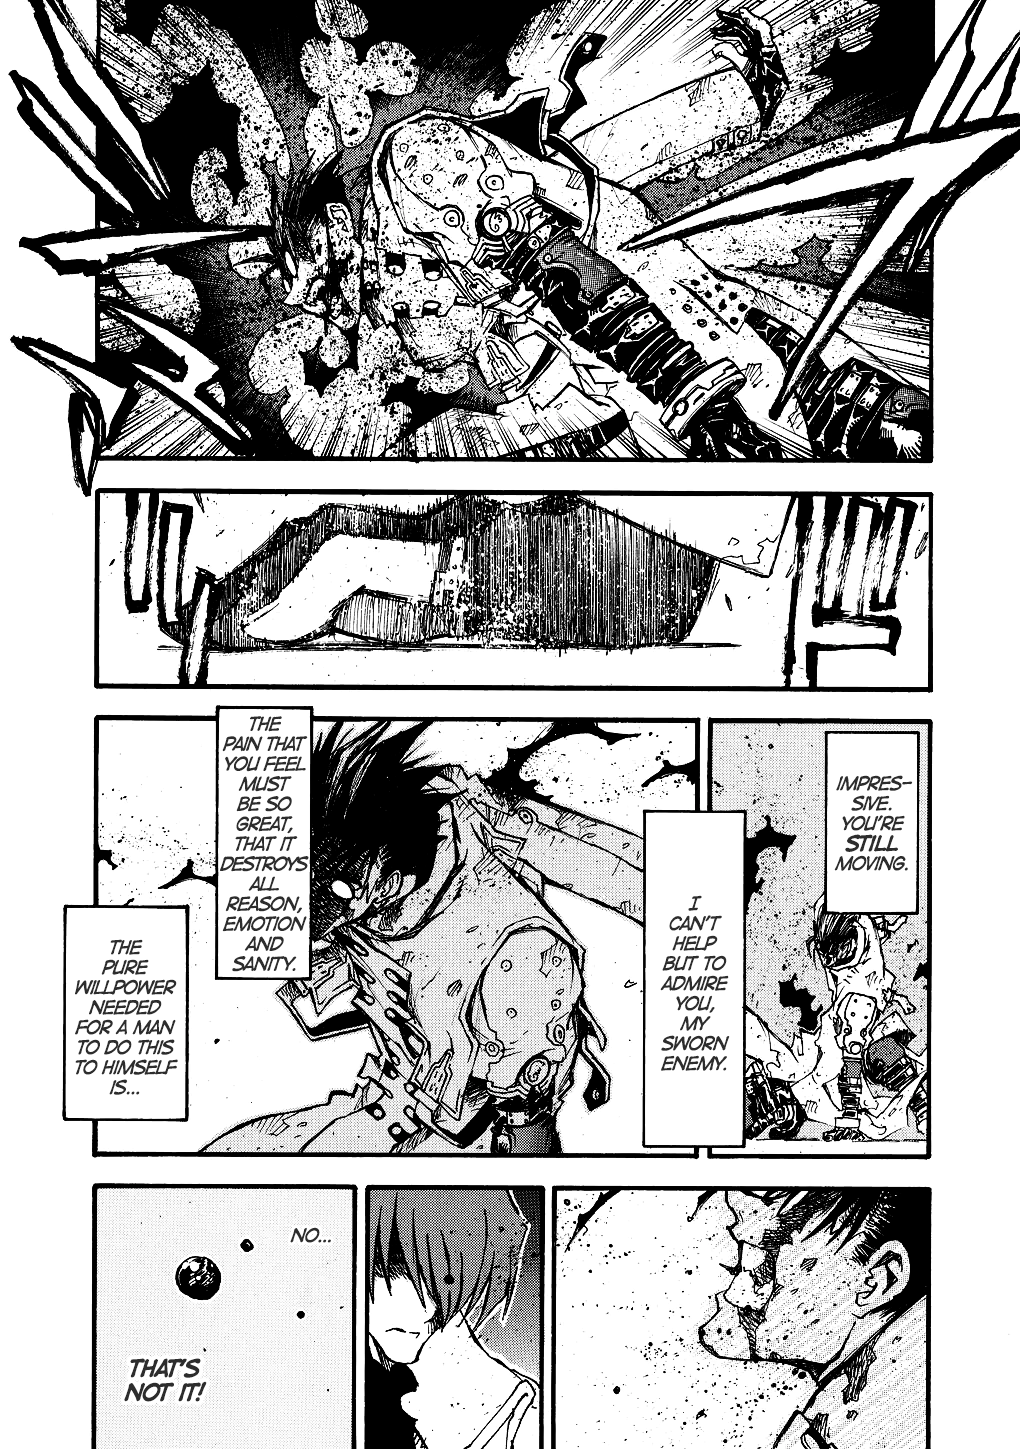 IMPRES-
SIVE.
YOU'RE
STILL
MOVING.
I
CAN'T
HELP
BUT TO
ADMIRE
YOU,
MY
SWORN
ENEMY.
THE
PAIN THAT
YOU FEEL
MUST
BE SO
GREAT,
THAT IT
DESTROYS
ALL
REASON,
EMOTION
AND
SANITY.
THE
PURE
WILLPOWER
NEEDED
FOR A MAN
TO DO THIS
TO HIMSELF
IS...
NO...
THAT'S
NOT IT!